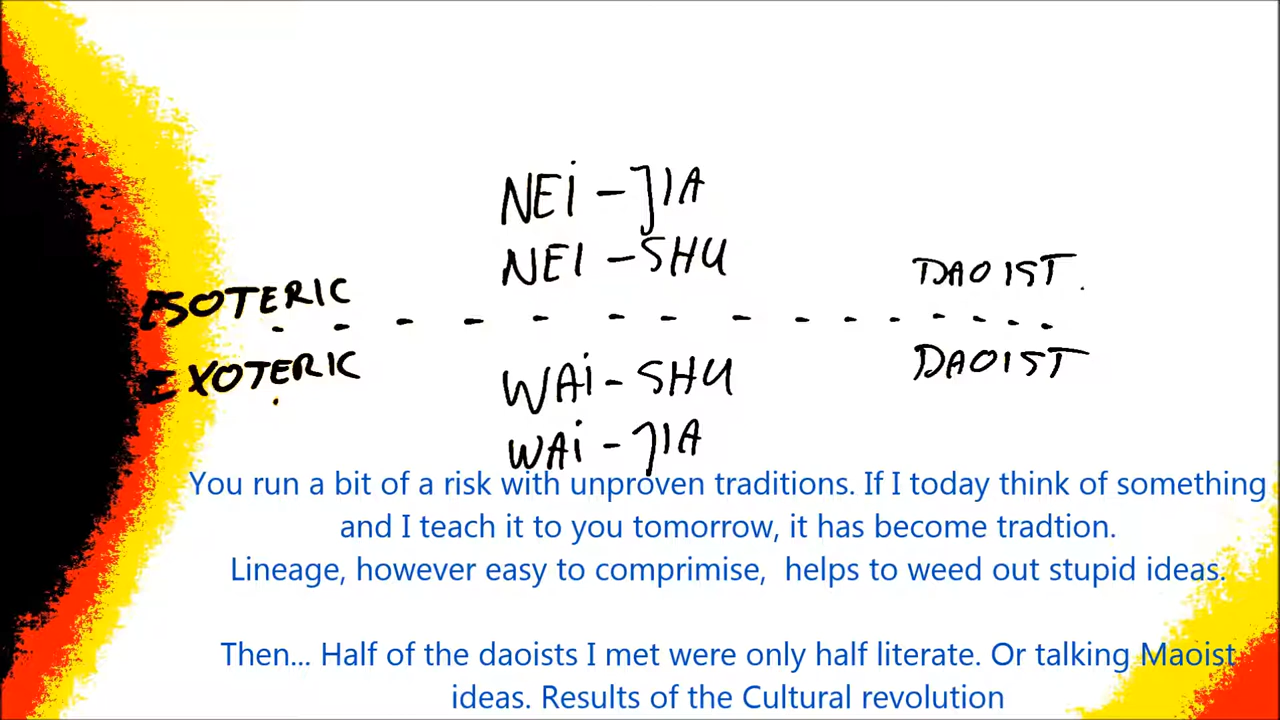 NEI - JIA
NEI - SHU
ESOTERIC
DAOIST
EXOTERIC
WAI - SHU
DAOIST
WAI - JIA
You run a bit of a risk with unproven traditions. If I today think of something
and I teach it to you tomorrow, it has become tradtion.
Lineage, however easy to comprimise, helps to weed out stupid ideas.
Then... Half of the daoists I met were only half literate. Or talking Maoist
ideas. Results of the Cultural revolution